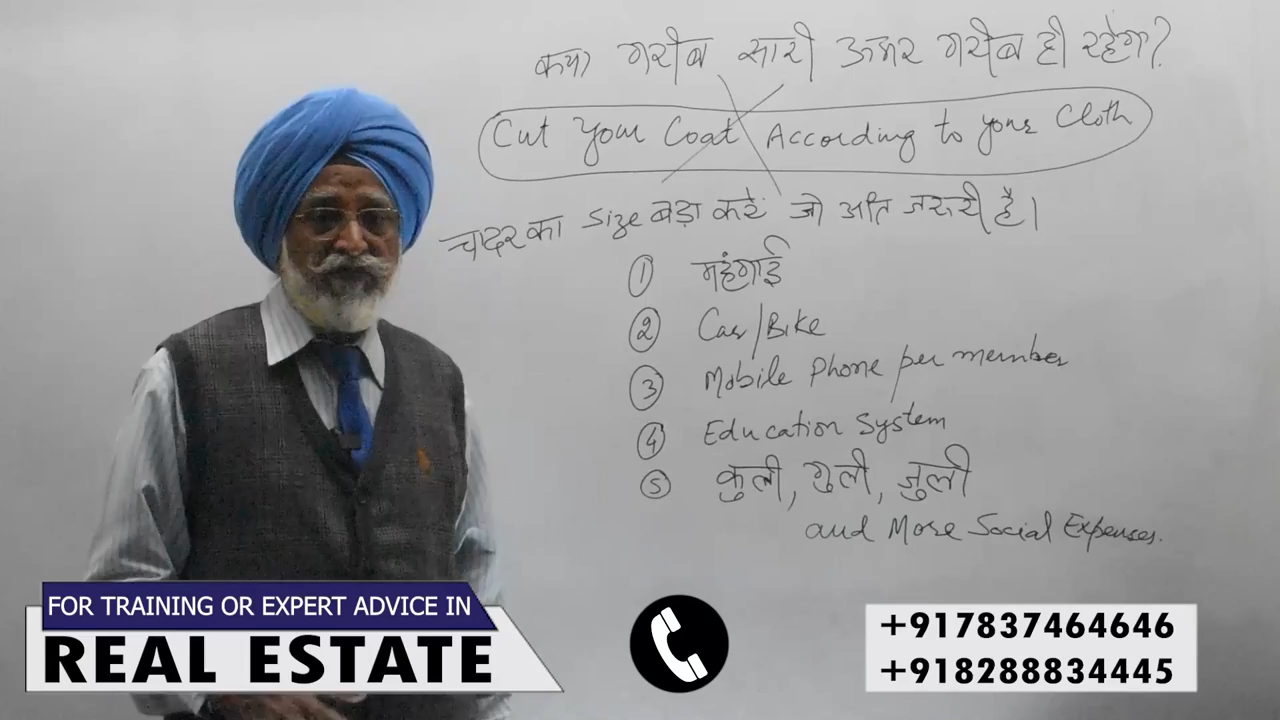 क्या गरीब सारी ऊमर गरीब ही रहेगा?
Cut Your Coat According to your Cloth
चादर का Size बड़ा करें जो अति जरूरी है।
① महंगाई
② Car/Bike
③ Mobile Phone per member
④ Education System
⑤ कुली, गुली, जुली
and More Social Expenses.
FOR TRAINING OR EXPERT ADVICE IN
REAL ESTATE
+917837464646
+918288834445